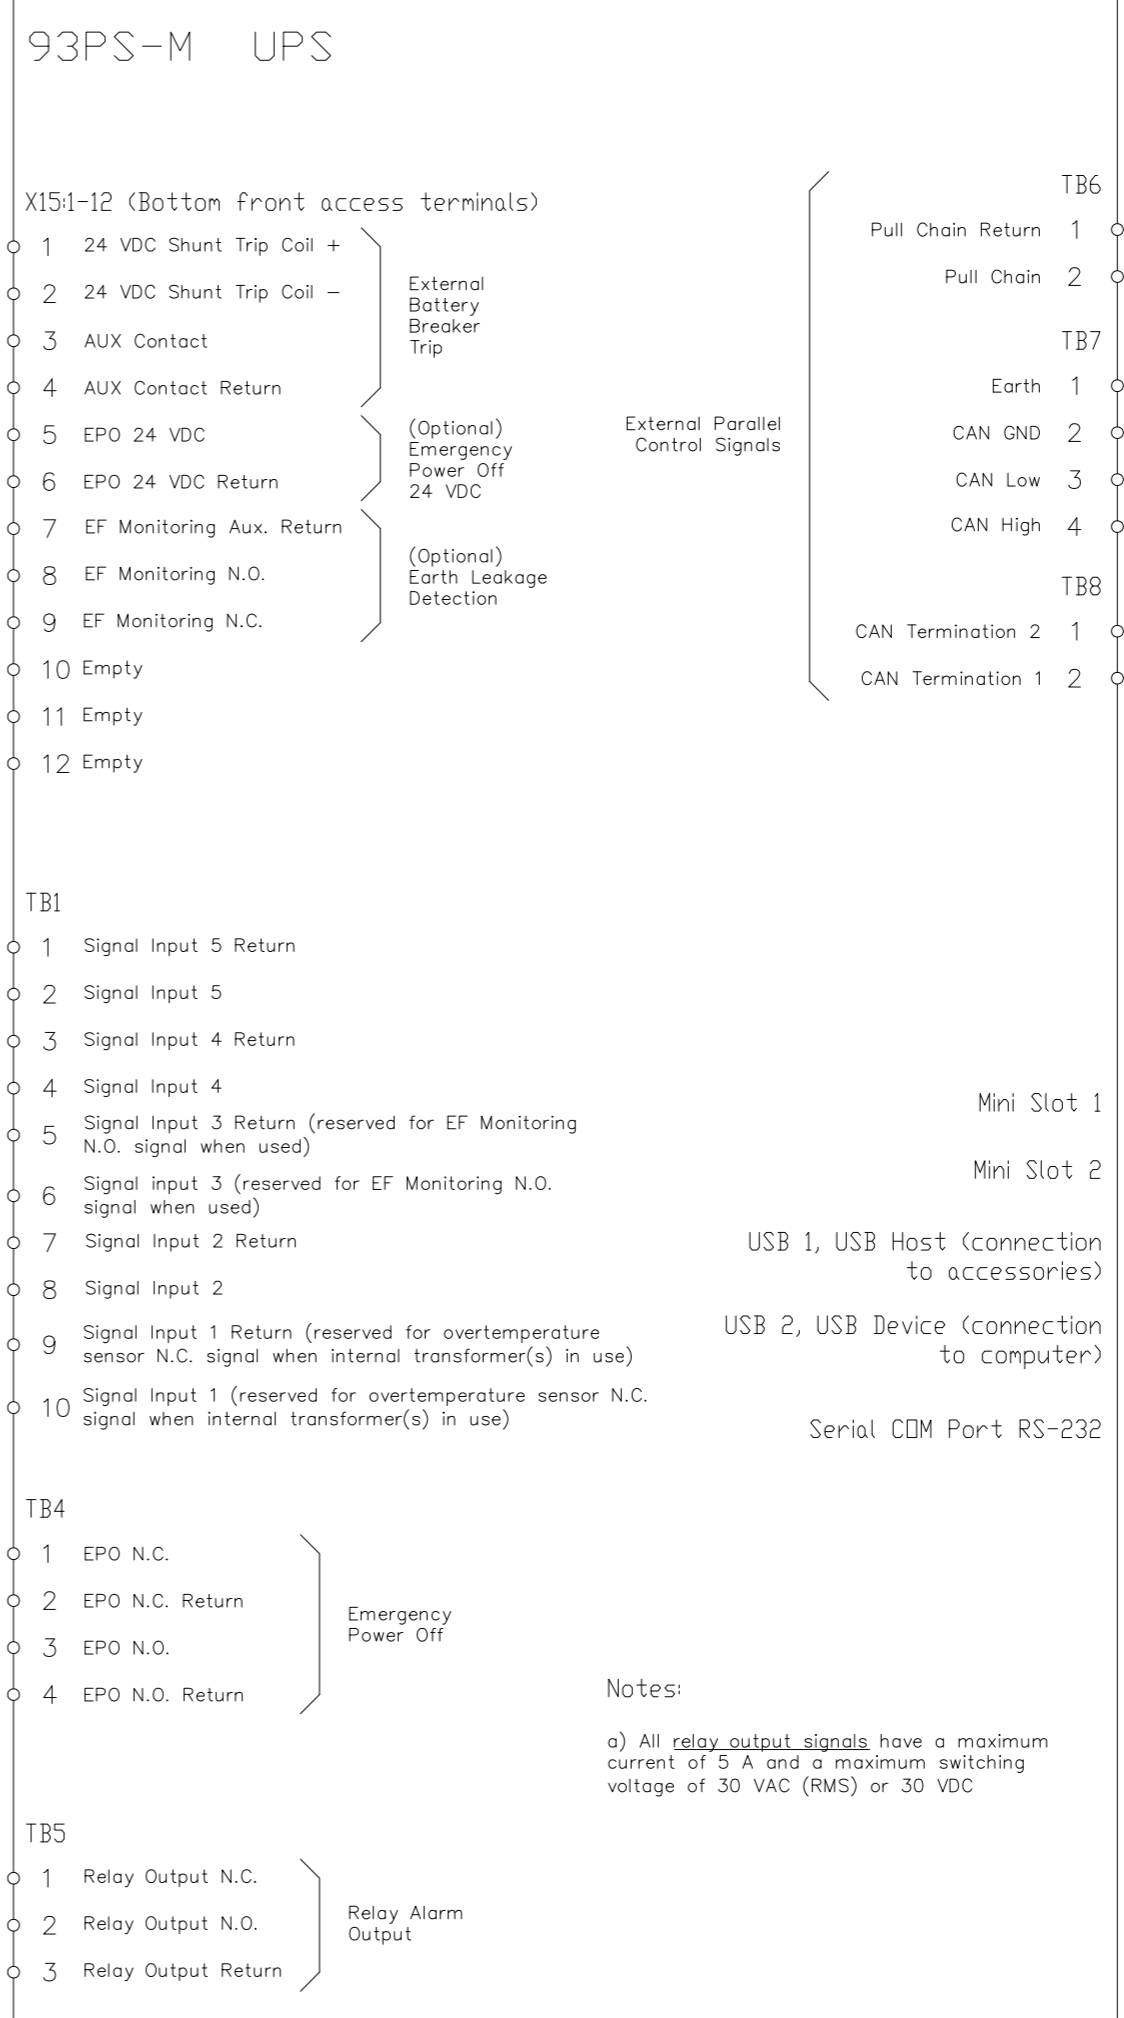 93PS-M UPS
X15:1-12 (Bottom front access terminals)
1 24 VDC Shunt Trip Coil +
2 24 VDC Shunt Trip Coil -
3 AUX Contact
4 AUX Contact Return
External
Battery
Breaker
Trip
5 EPO 24 VDC
6 EPO 24 VDC Return
(Optional)
Emergency
Power Off
24 VDC
7 EF Monitoring Aux. Return
8 EF Monitoring N.O.
9 EF Monitoring N.C.
(Optional)
Earth Leakage
Detection
10 Empty
11 Empty
12 Empty
External Parallel
Control Signals
TB6
Pull Chain Return 1
Pull Chain 2
TB7
Earth 1
CAN GND 2
CAN Low 3
CAN High 4
TB8
CAN Termination 2 1
CAN Termination 1 2
TB1
1 Signal Input 5 Return
2 Signal Input 5
3 Signal Input 4 Return
4 Signal Input 4
5 Signal Input 3 Return (reserved for EF Monitoring
N.O. signal when used)
6 Signal input 3 (reserved for EF Monitoring N.O.
signal when used)
7 Signal Input 2 Return
8 Signal Input 2
9 Signal Input 1 Return (reserved for overtemperature
sensor N.C. signal when internal transformer(s) in use)
10 Signal Input 1 (reserved for overtemperature sensor N.C.
signal when internal transformer(s) in use)
Mini Slot 1
Mini Slot 2
USB 1, USB Host (connection
to accessories)
USB 2, USB Device (connection
to computer)
Serial COM Port RS-232
TB4
1 EPO N.C.
2 EPO N.C. Return
3 EPO N.O.
4 EPO N.O. Return
Emergency
Power Off
Notes:
a) All relay output signals have a maximum
current of 5 A and a maximum switching
voltage of 30 VAC (RMS) or 30 VDC
TB5
1 Relay Output N.C.
2 Relay Output N.O.
3 Relay Output Return
Relay Alarm
Output